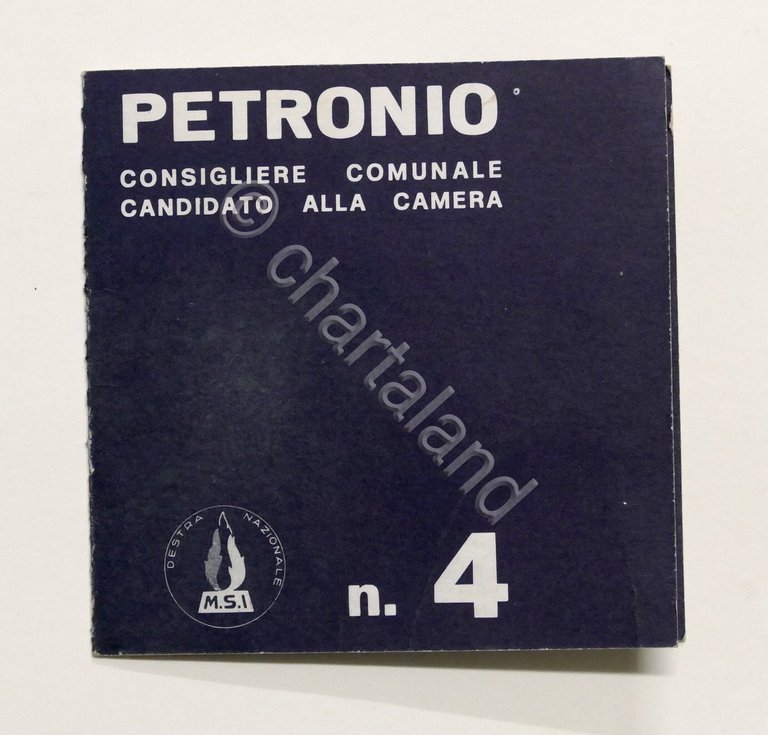 PETRONIO
CONSIGLIERE COMUNALE
CANDIDATO ALLA CAMERA
© chartaland
DESTRA NAZIONALE
M.S.I
n. 4